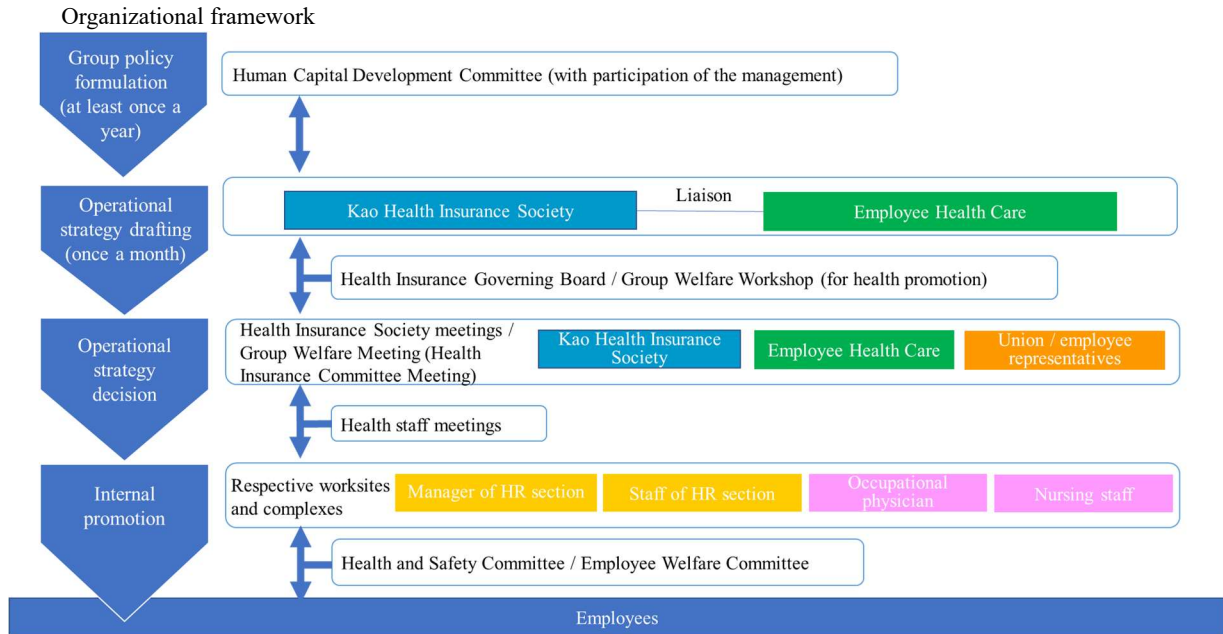 Organizational framework
Group policy
formulation
(at least once a
year)
Human Capital Development Committee (with participation of the management)
Operational
strategy drafting
(once a month)
Kao Health Insurance Society
Liaison
Employee Health Care
Health Insurance Governing Board / Group Welfare Workshop (for health promotion)
Operational
strategy
decision
Health Insurance Society meetings /
Group Welfare Meeting (Health
Insurance Committee Meeting)
Kao Health Insurance
Society
Employee Health Care
Union / employee
representatives
Health staff meetings
Internal
promotion
Respective worksites
and complexes
Manager of HR section
Staff of HR section
Occupational
physician
Nursing staff
Health and Safety Committee / Employee Welfare Committee
Employees